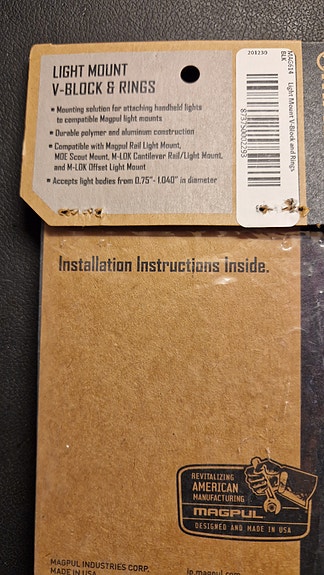 LIGHT MOUNT
V-BLOCK & RINGS
• Mounting solution for attaching handheld lights
to compatible Magpul light mounts
• Durable polymer and aluminum construction
• Compatible with Magpul Rail Light Mount,
MOE Scout Mount, M-LOK Cantilever Rail/Light Mount,
and M-LOK Offset Light Mount
• Accepts light bodies from 0.75"- 1.040" in diameter
MAG614 Light Mount V-Block and Rings
BLK
873750002293
201230
Installation Instructions Inside.
REVITALIZING
AMERICAN
MANUFACTURING
MAGPUL
DESIGNED AND MADE IN USA
MAGPUL INDUSTRIES CORP.
MADE IN USA